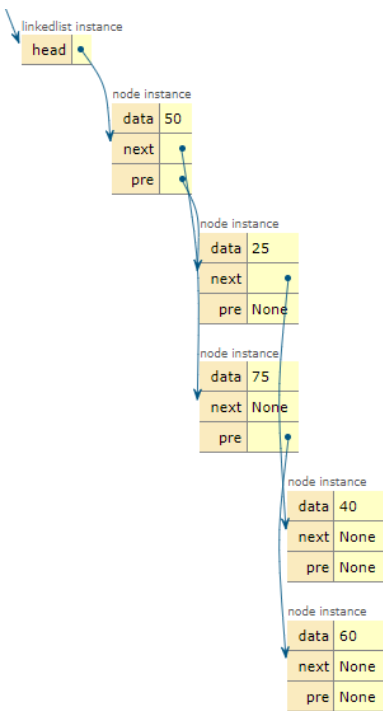 linkedlist instance
head
node instance
data 50
next
pre
node instance
data 25
next
pre None
node instance
data 75
next None
pre
node instance
data 40
next None
pre None
node instance
data 60
next None
pre None